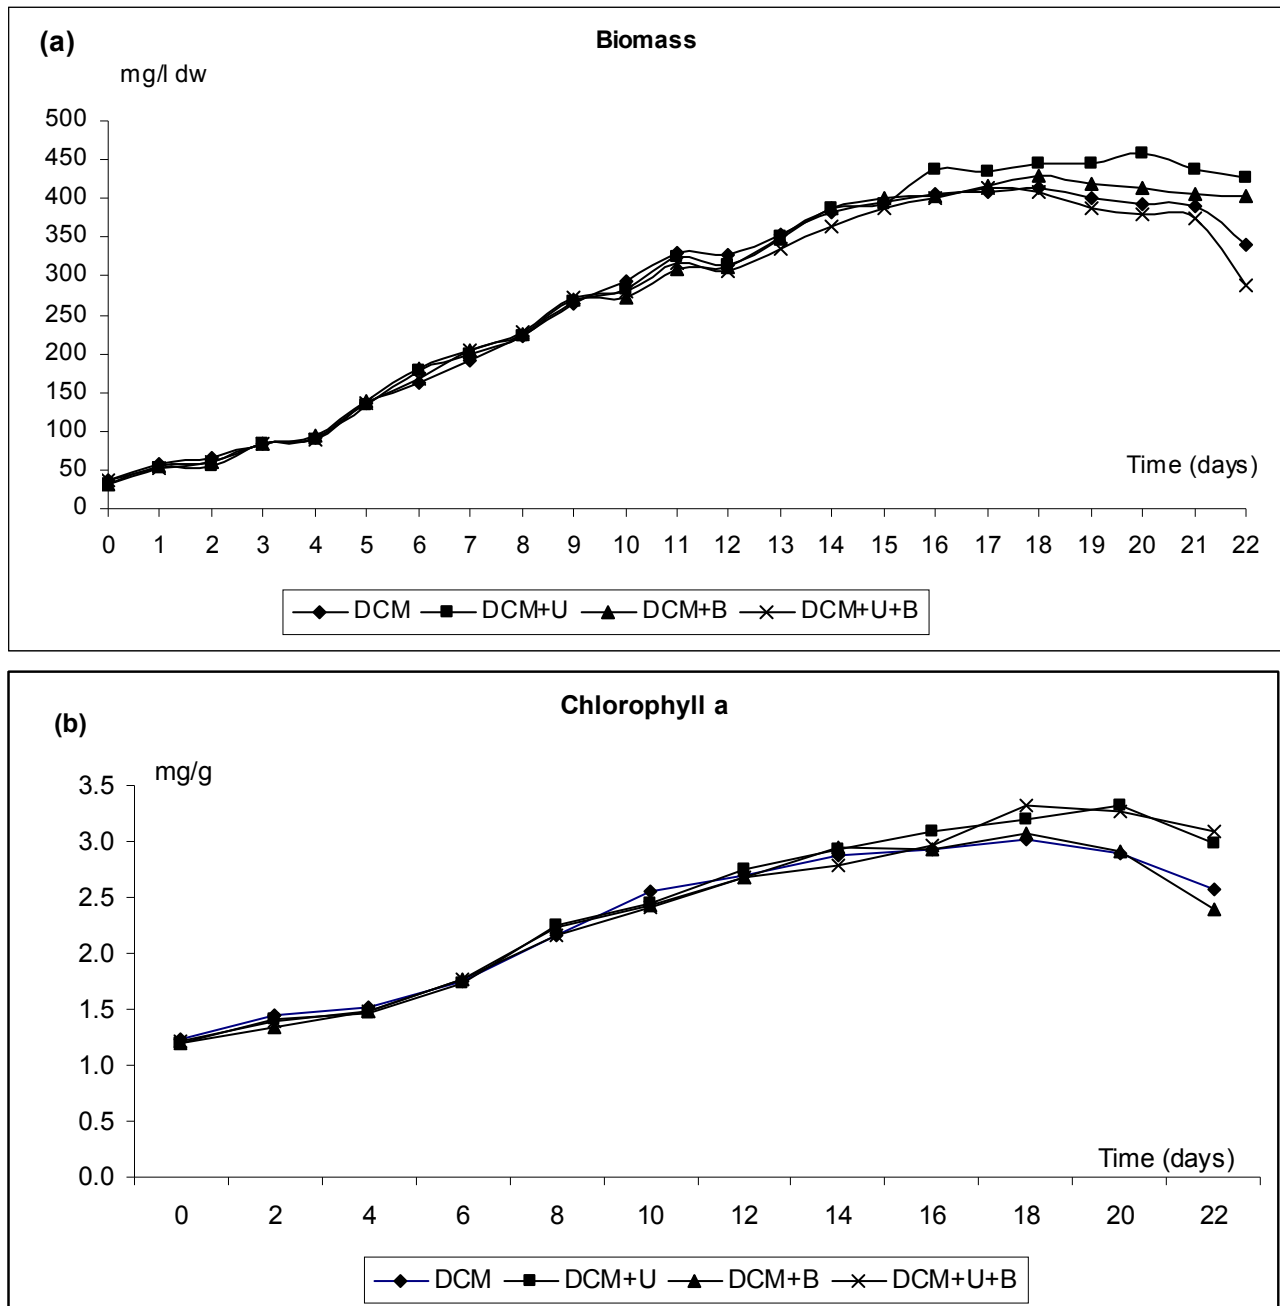 (a)
Biomass
mg/l dw
500
450
400
350
300
250
200
150
100
50
0
Time (days)
0 1 2 3 4 5 6 7 8 9 10 11 12 13 14 15 16 17 18 19 20 21 22
DCM DCM+U DCM+B DCM+U+B
Chlorophyll a
(b)
mg/g
3.5
3.0
2.5
2.0
1.5
1.0
0.5
0.0
Time (days)
0 2 4 6 8 10 12 14 16 18 20 22
DCM DCM+U DCM+B DCM+U+B